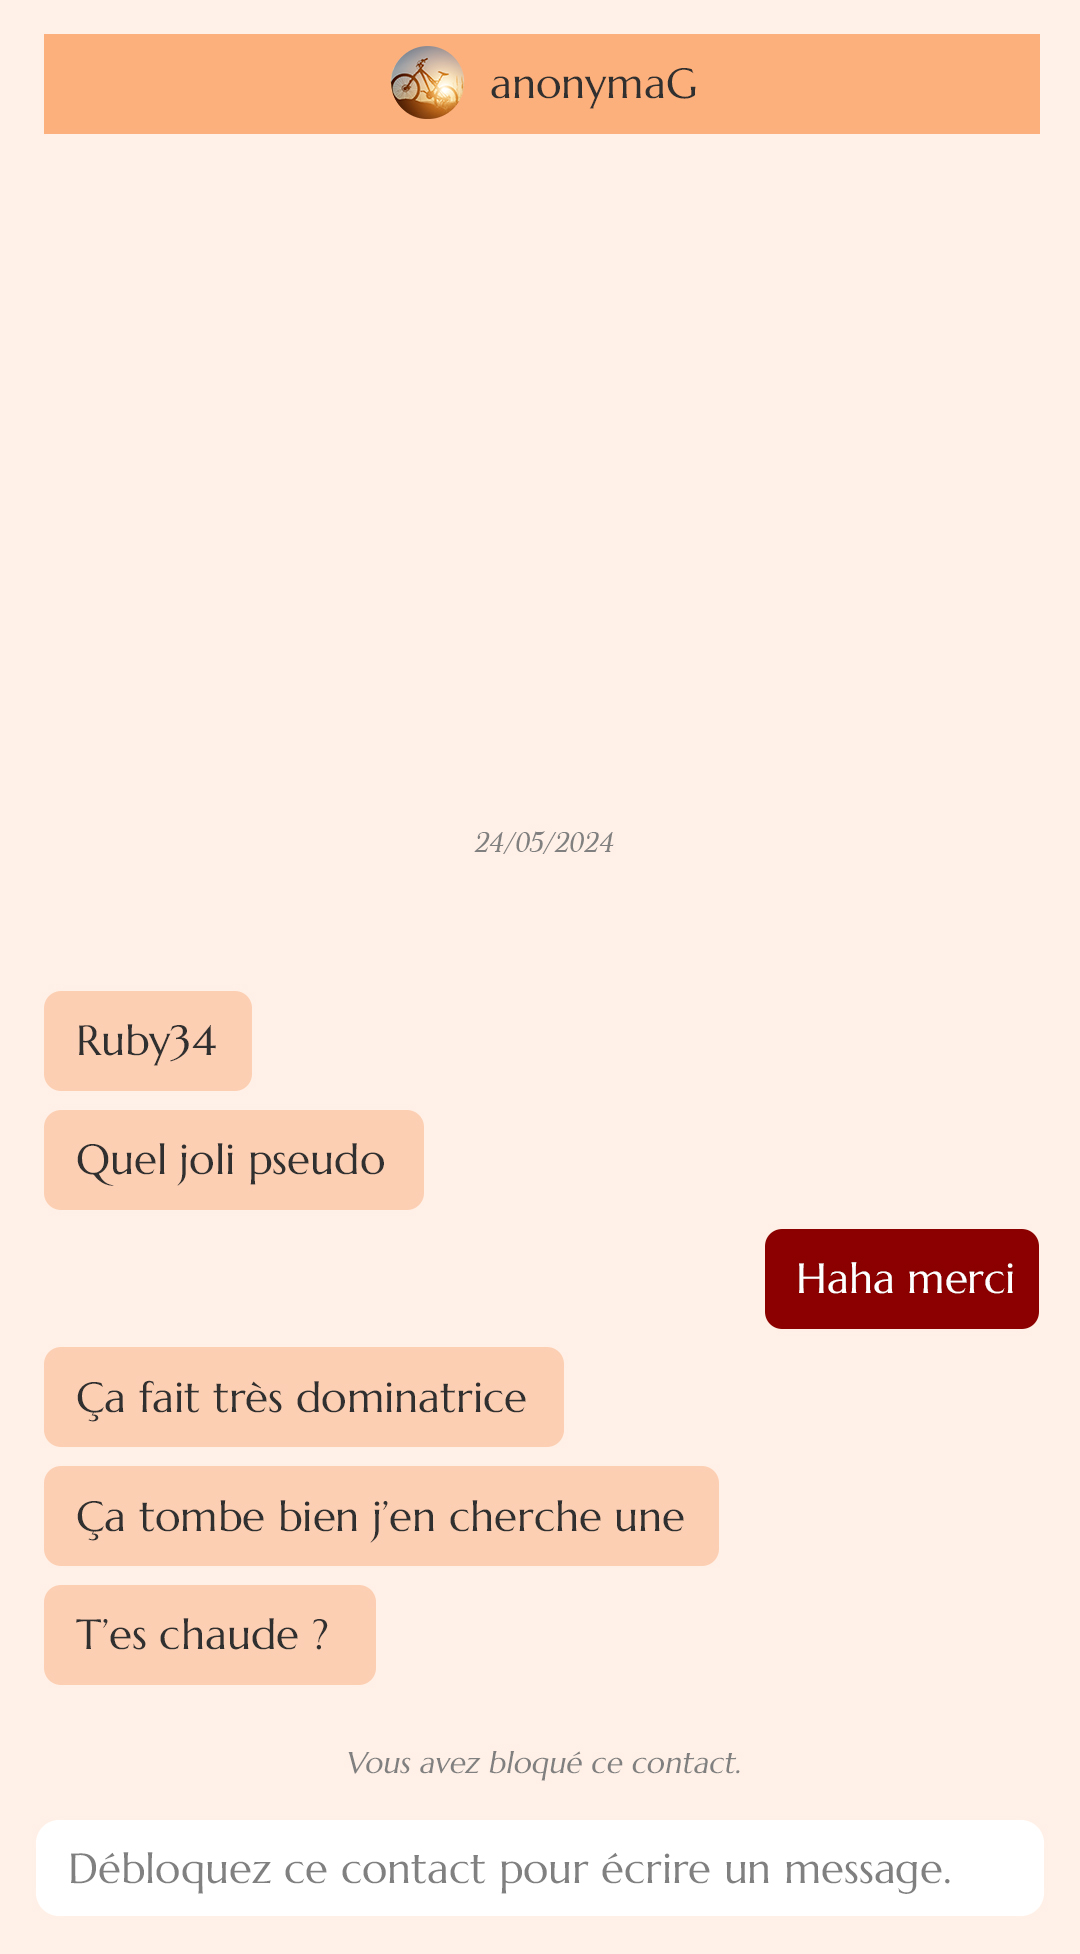 anonymaG
24/05/2024
Ruby34
Quel joli pseudo
Haha merci
Ça fait très dominatrice
Ça tombe bien j’en cherche une
T’es chaude ?
Vous avez bloqué ce contact.
Débloquez ce contact pour écrire un message.